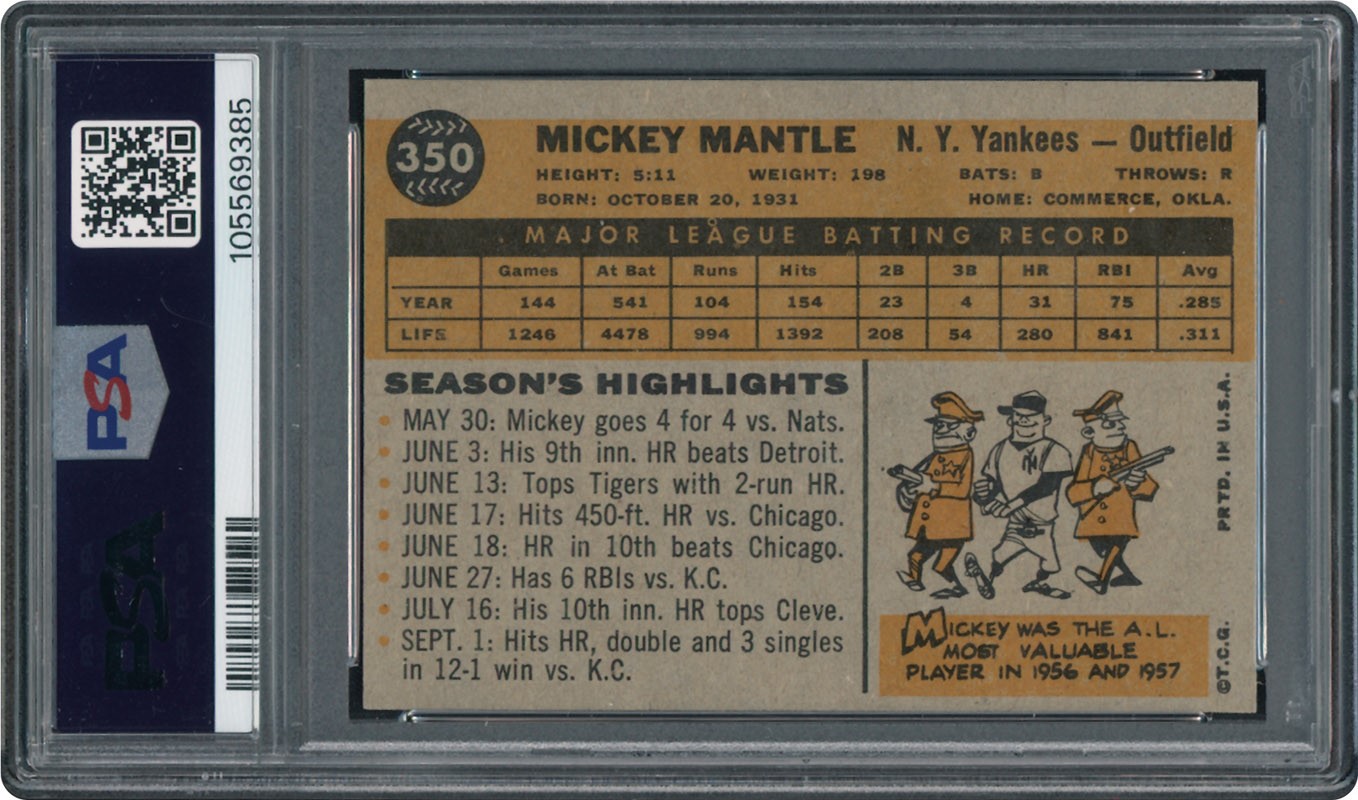 105569385
PSA
PSA
350
MICKEY MANTLE N. Y. Yankees — Outfield
HEIGHT: 5:11 WEIGHT: 198 BATS: B THROWS: R
BORN: OCTOBER 20, 1931 HOME: COMMERCE, OKLA.
MAJOR LEAGUE BATTING RECORD
Games At Bat Runs Hits 2B 3B HR RBI Avg
YEAR 144 541 104 154 23 4 31 75 .285
LIFE 1246 4478 994 1392 208 54 280 841 .311
SEASON'S HIGHLIGHTS
• MAY 30: Mickey goes 4 for 4 vs. Nats.
• JUNE 3: His 9th inn. HR beats Detroit.
• JUNE 13: Tops Tigers with 2-run HR.
• JUNE 17: Hits 450-ft. HR vs. Chicago.
• JUNE 18: HR in 10th beats Chicago.
• JUNE 27: Has 6 RBIs vs. K.C.
• JULY 16: His 10th inn. HR tops Cleve.
• SEPT. 1: Hits HR, double and 3 singles
in 12-1 win vs. K.C.
NY
MICKEY WAS THE A.L.
MOST VALUABLE
PLAYER IN 1956 AND 1957
©T.C.G. PRTD. IN U.S.A.